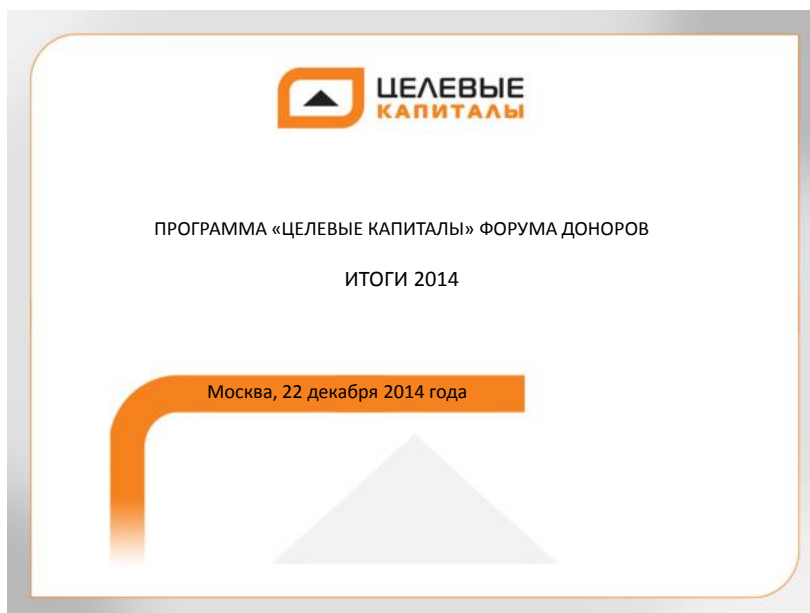 ЦЕЛЕВЫЕ
КАПИТАЛЫ
ПРОГРАММА «ЦЕЛЕВЫЕ КАПИТАЛЫ» ФОРУМА ДОНОРОВ
ИТОГИ 2014
Москва, 22 декабря 2014 года